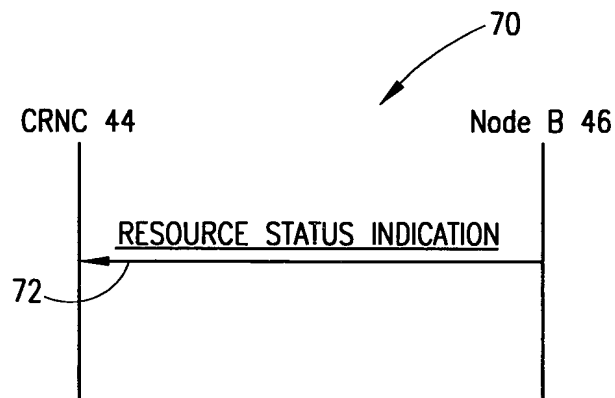 70
CRNC 44
Node B 46
RESOURCE STATUS INDICATION
72